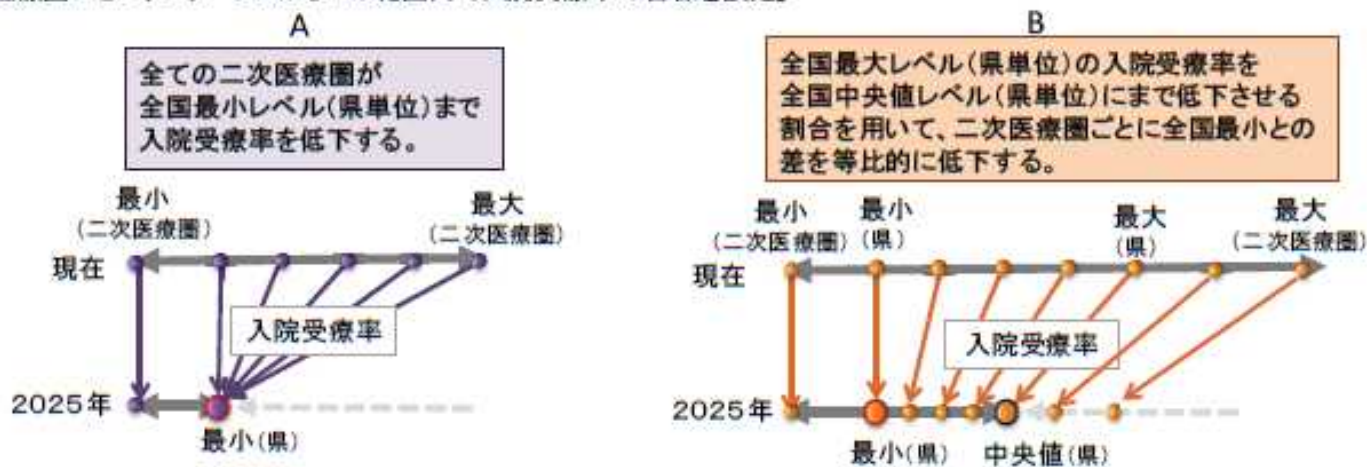 A
全ての二次医療圏が
全国最小レベル(県単位)まで
入院受療率を低下する。
最小
(二次医療圏)
最大
(二次医療圏)
現在
入院受療率
2025年
最小(県)
B
全国最大レベル(県単位)の入院受療率を
全国中央値レベル(県単位)にまで低下させる
割合を用いて、二次医療圏ごとに全国最小との
差を等比的に低下する。
最小
(二次医療圏)
最小
(県)
最大
(県)
最大
(二次医療圏)
現在
入院受療率
2025年
最小(県)
中央値(県)